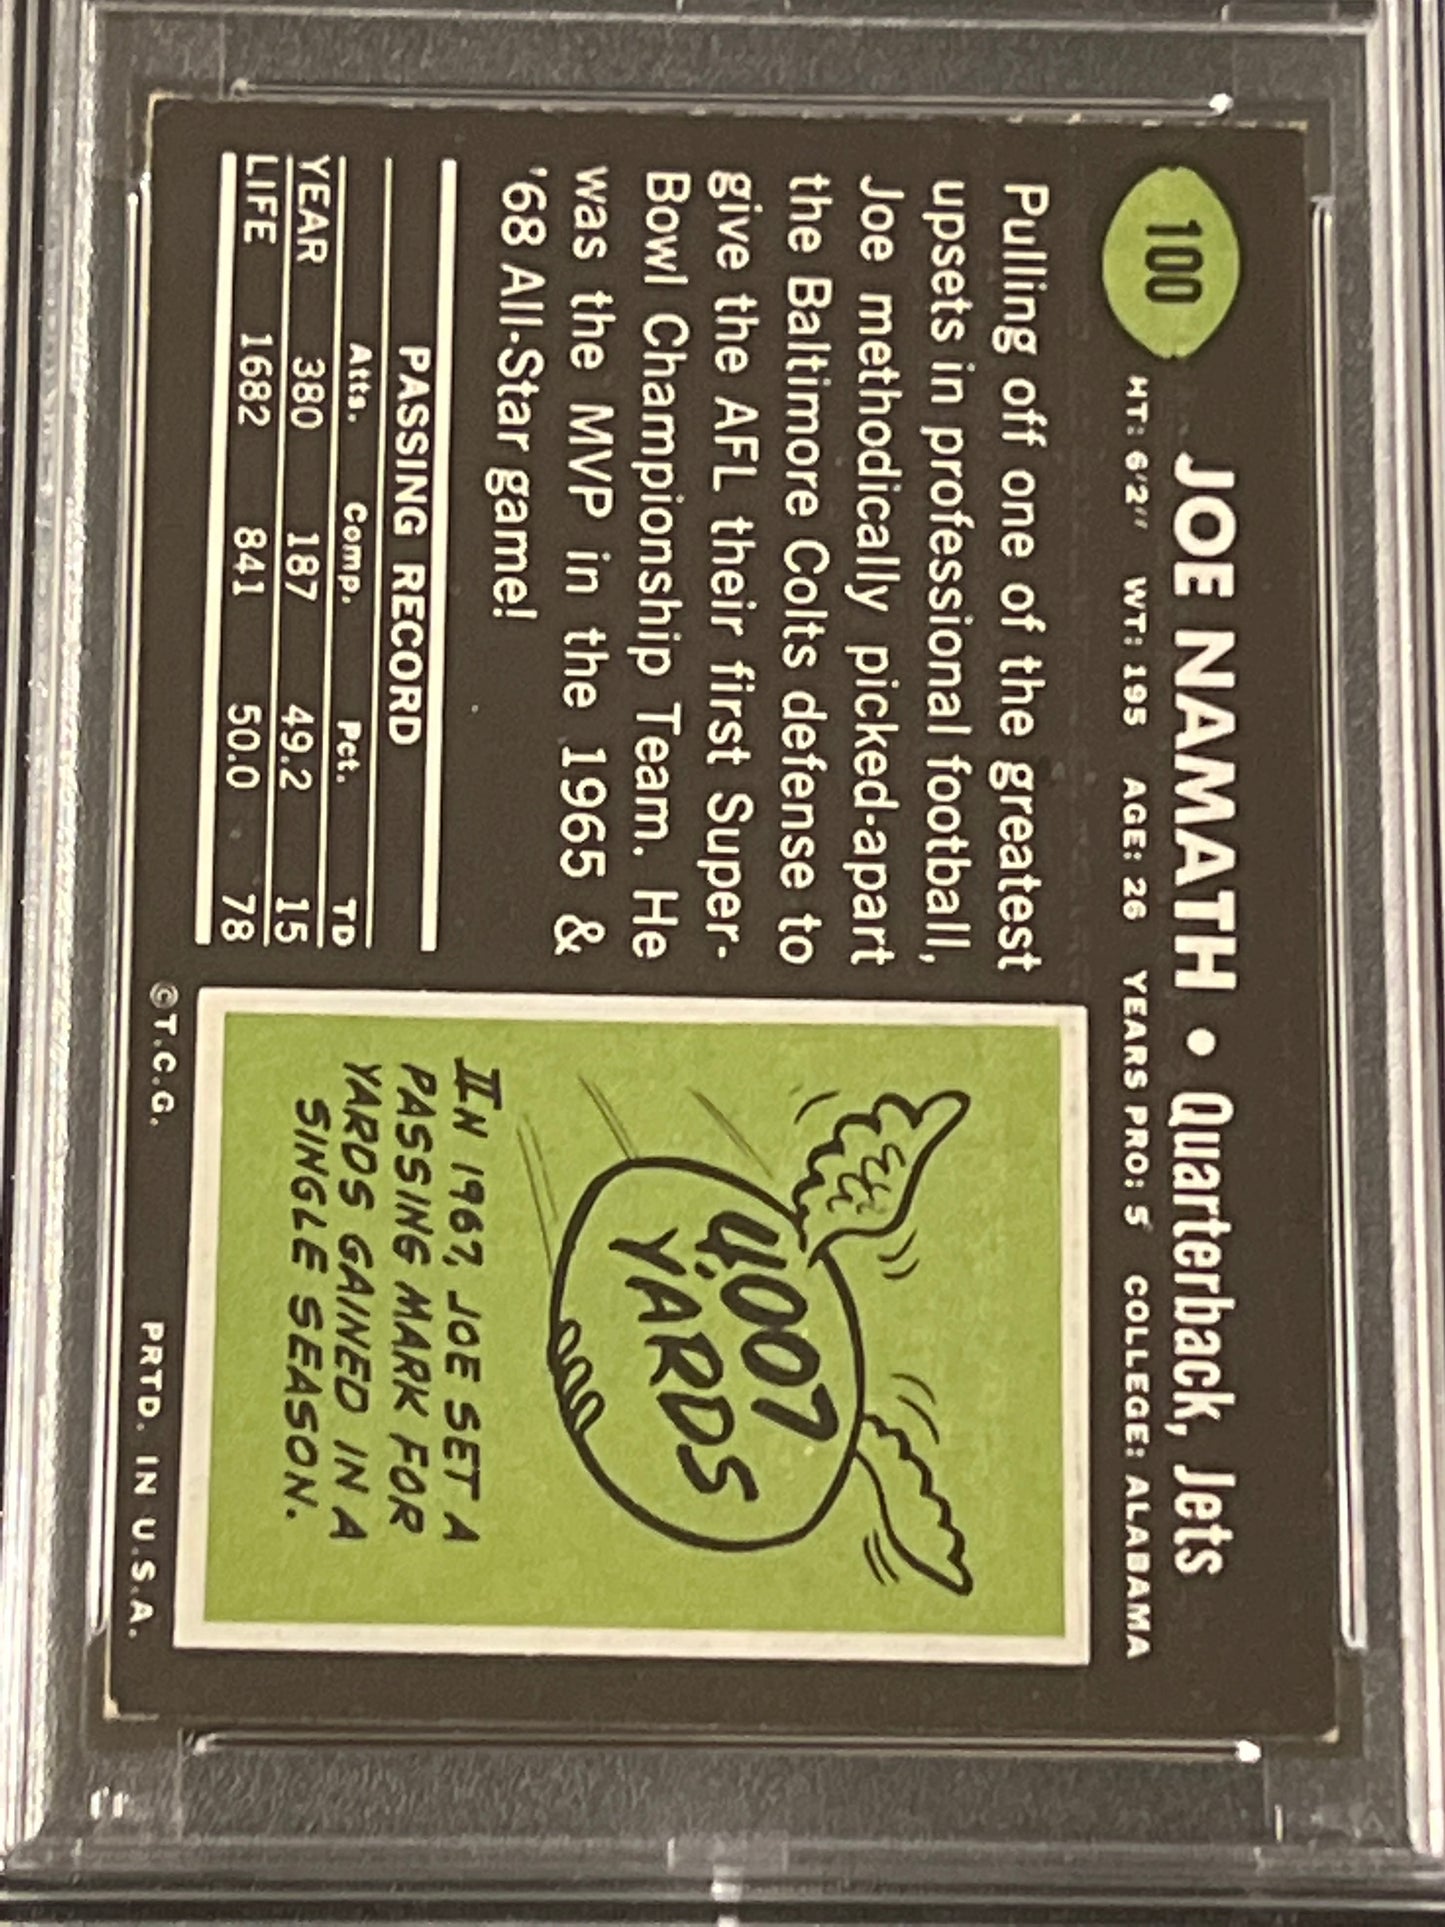 100
JOE NAMATH • Quarterback, Jets
HT: 6'2" WT: 195 AGE: 26 YEARS PRO: 5 COLLEGE: ALABAMA
Pulling off one of the greatest
upsets in professional football,
Joe methodically picked-apart
the Baltimore Colts defense to
give the AFL their first Super-
Bowl Championship Team. He
was the MVP in the 1965 &
'68 All-Star game!
PASSING RECORD
Atts. Comp. Pct. TD
YEAR 380 187 49.2 15
LIFE 1682 841 50.0 78
4,007
YARDS
IN 1967, JOE SET A
PASSING MARK FOR
YARDS GAINED IN A
SINGLE SEASON.
©T.C.G. PRTD. IN U.S.A.